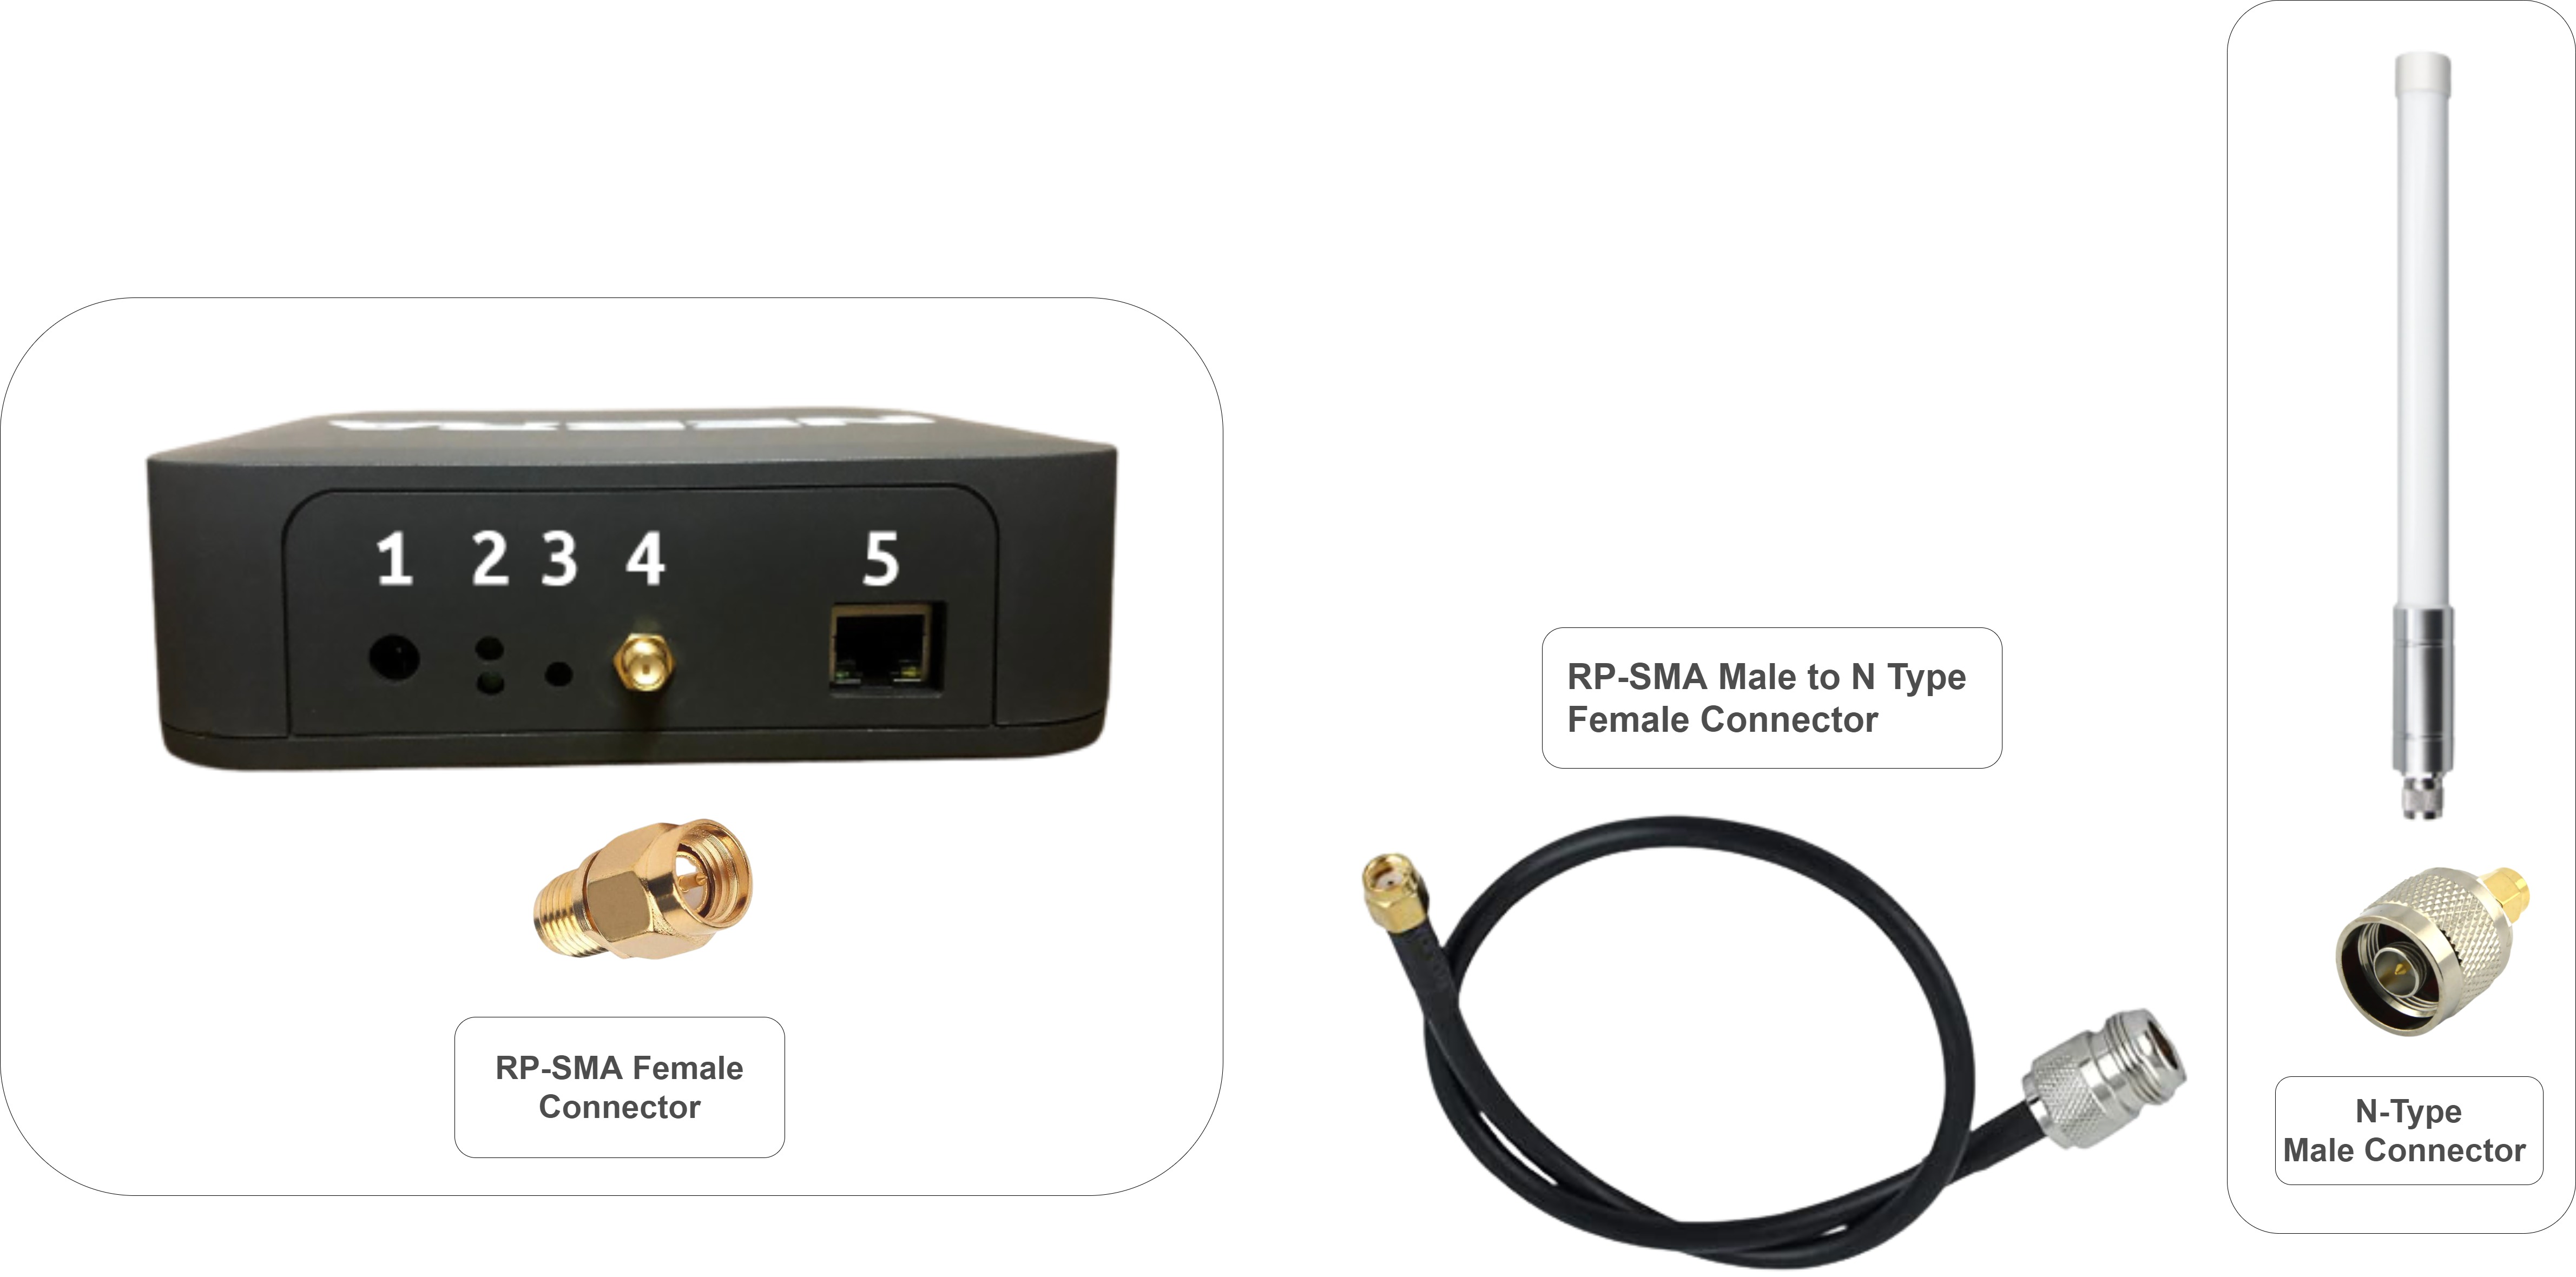 1 2 3 4 5
RP-SMA Female
Connector
RP-SMA Male to N Type
Female Connector
N-Type
Male Connector